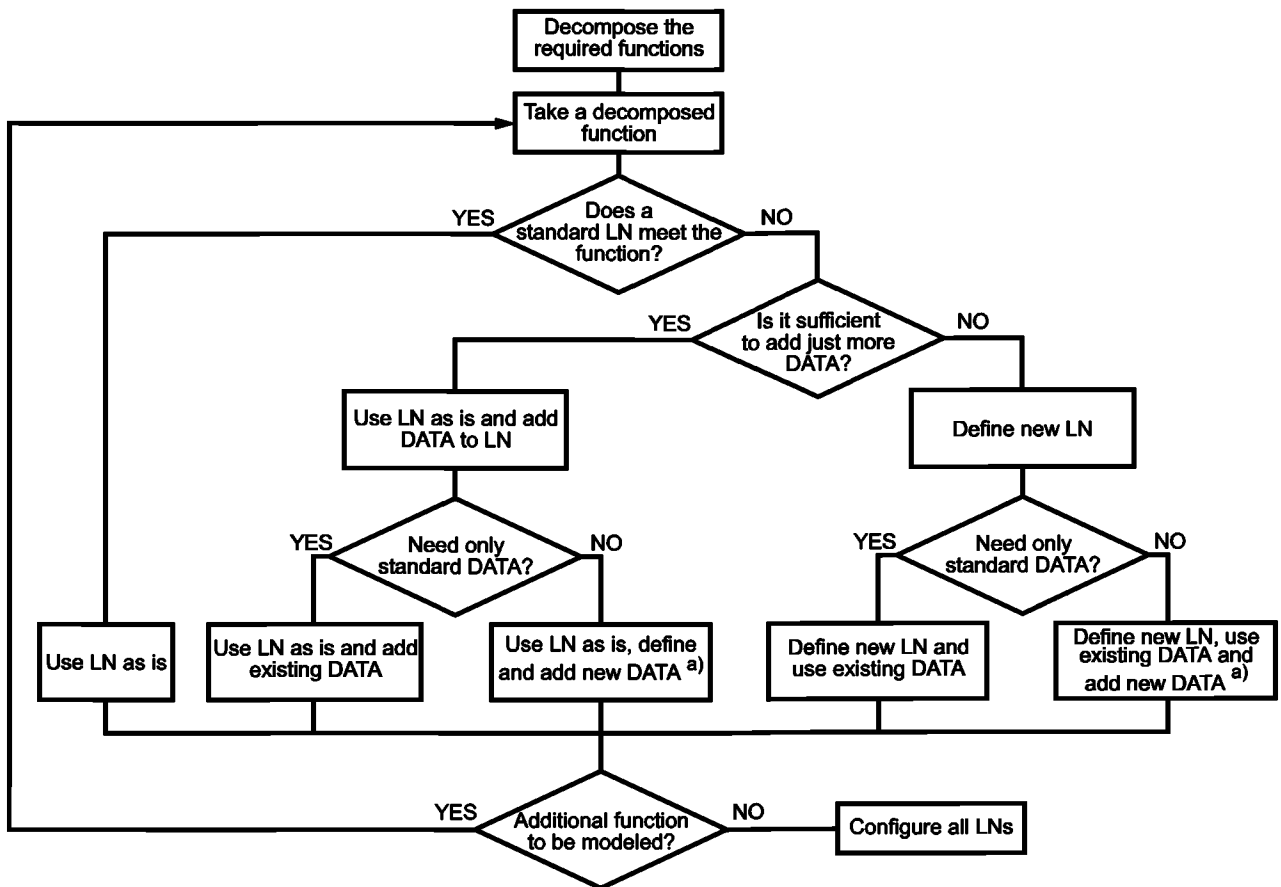 Decompose the
required functions
Take a decomposed
function
YES
Does a
standard LN meet the
function?
NO
YES
Is it sufficient
to add just more
DATA?
NO
Use LN as is and add
DATA to LN
Define new LN
YES
Need only
standard DATA?
NO
YES
Need only
standard DATA?
NO
Use LN as is
Use LN as is and add
existing DATA
Use LN as is, define
and add new DATA a)
Define new LN and
use existing DATA
Define new LN, use
existing DATA and
add new DATA a)
YES
Additional function
to be modeled?
NO
Configure all LNs